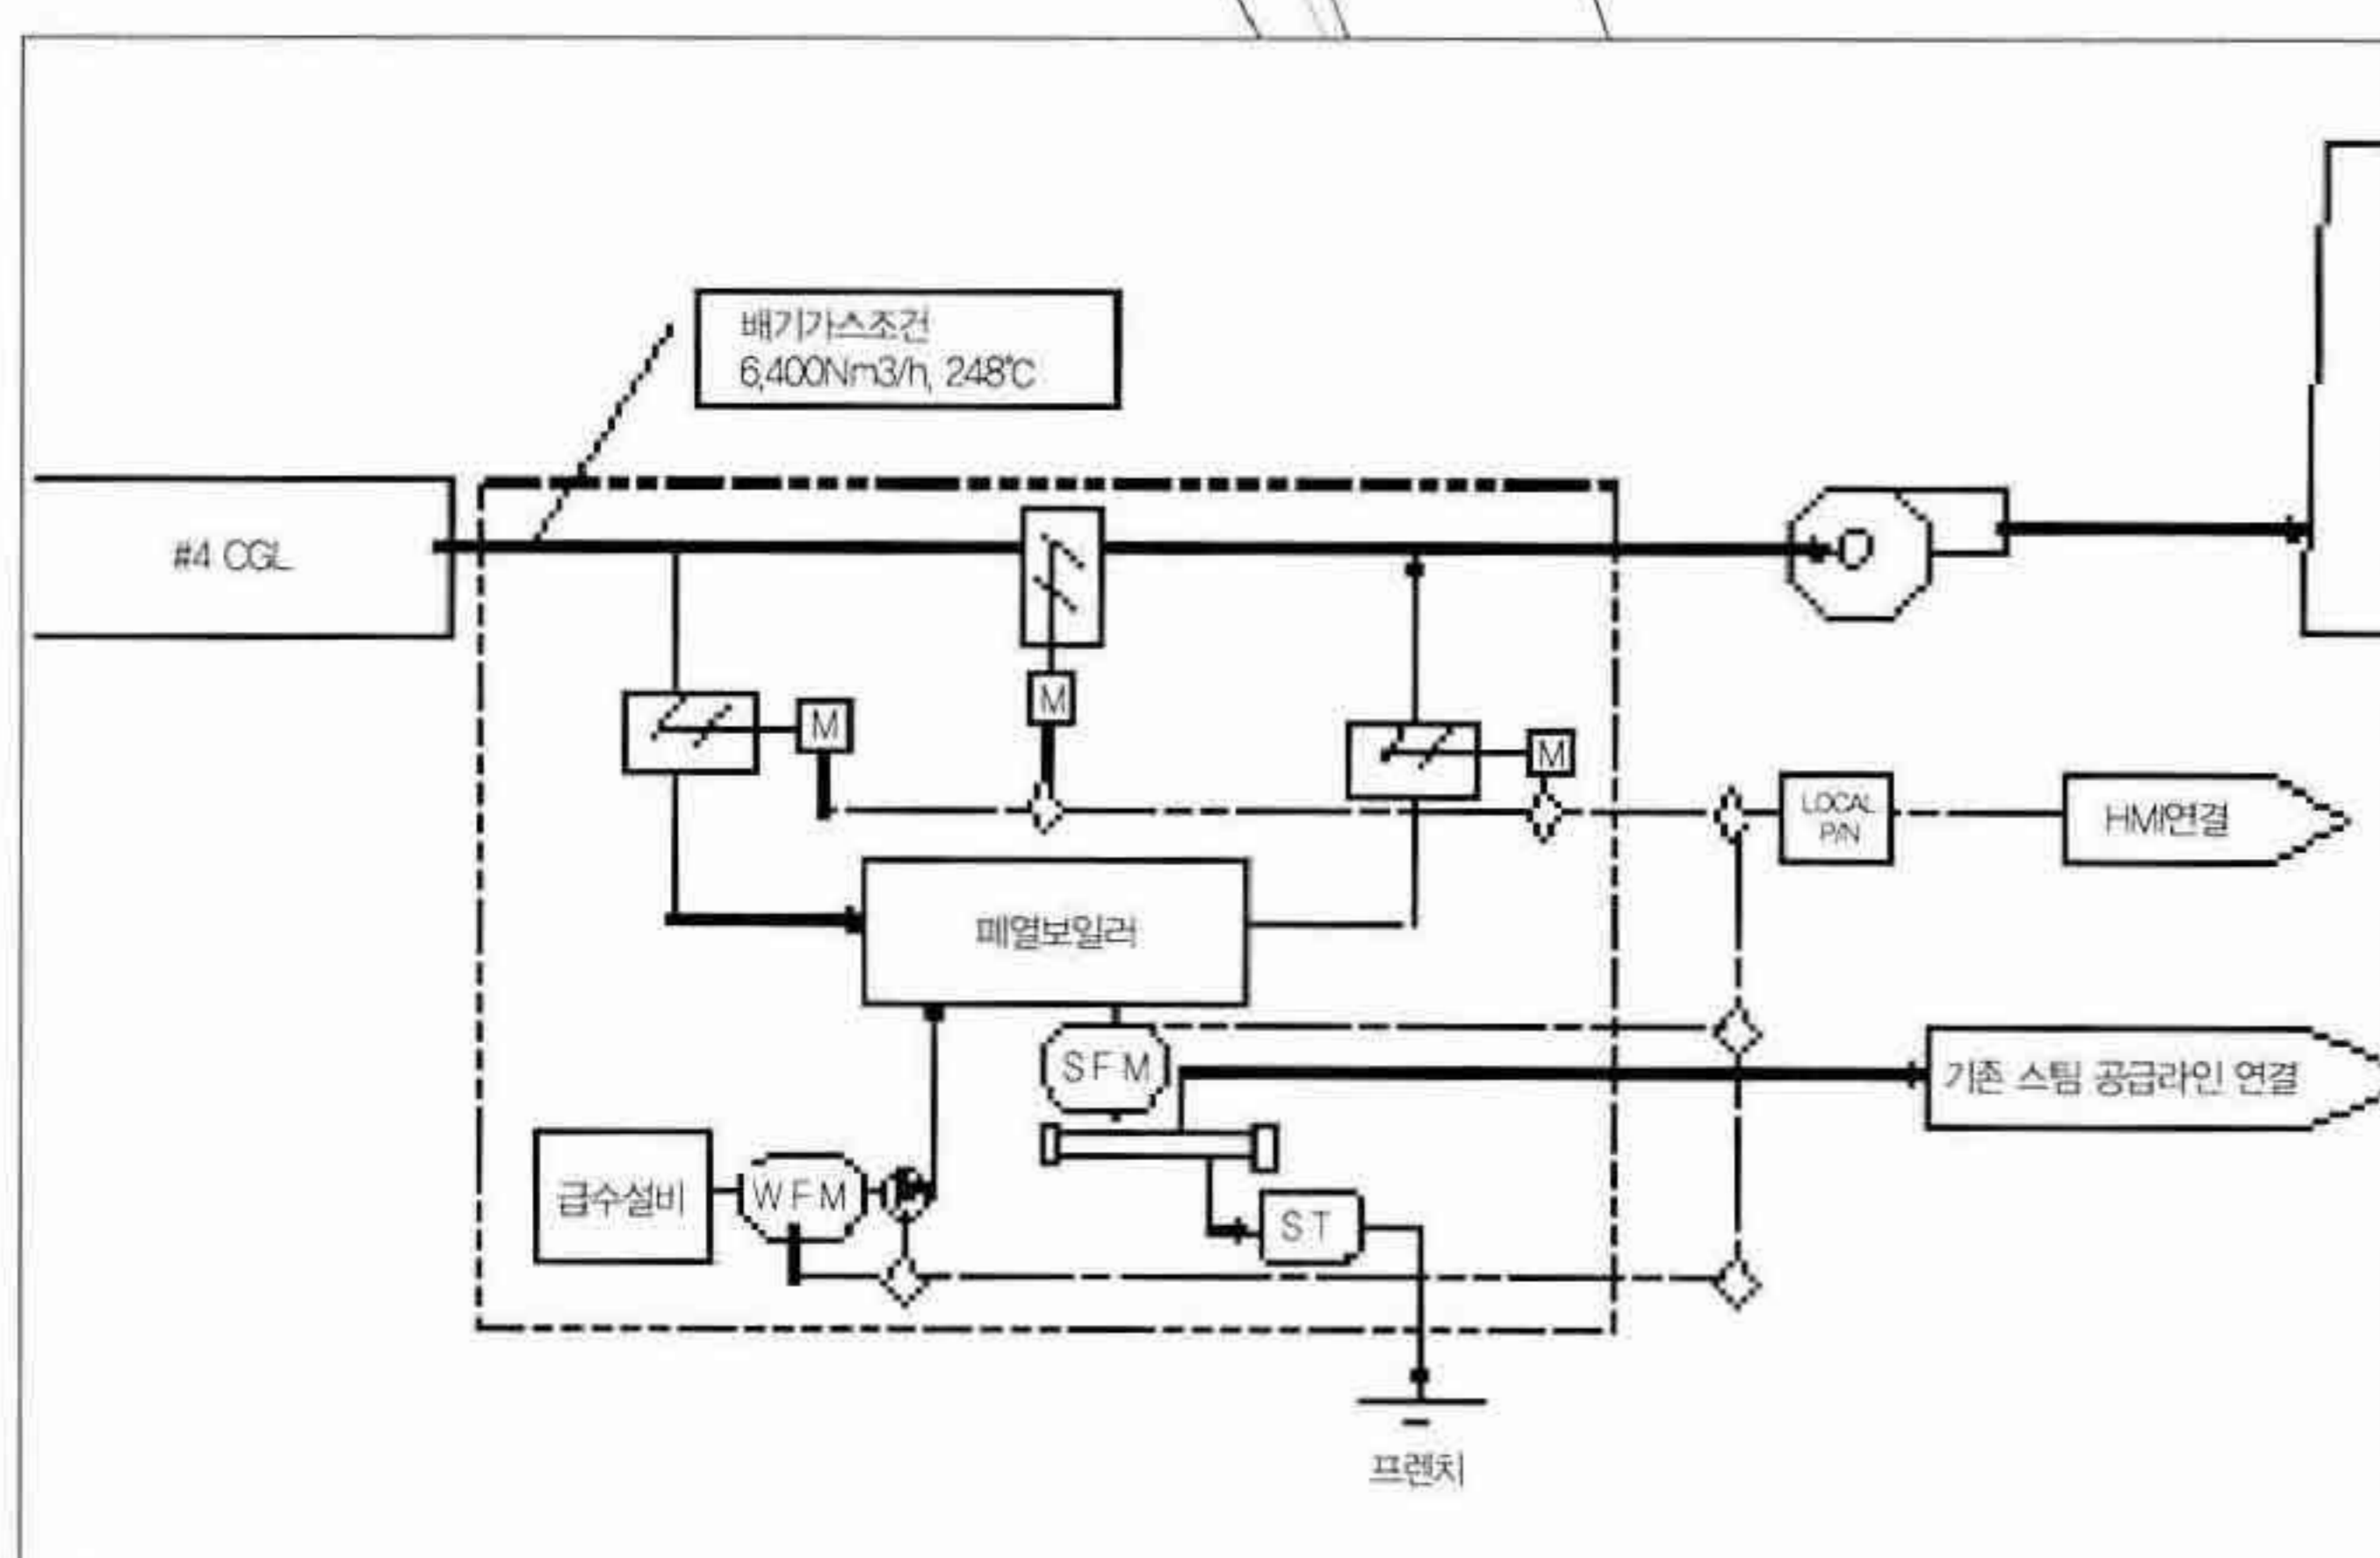 배기가스조건
6,400Nm3/h, 248°C
#4 CGL
M
M
M
LOCAL
P/N
HMI연결
폐열보일러
SFM
기존 스팀 공급라인 연결
급수설비
WFM
ST
프렌치